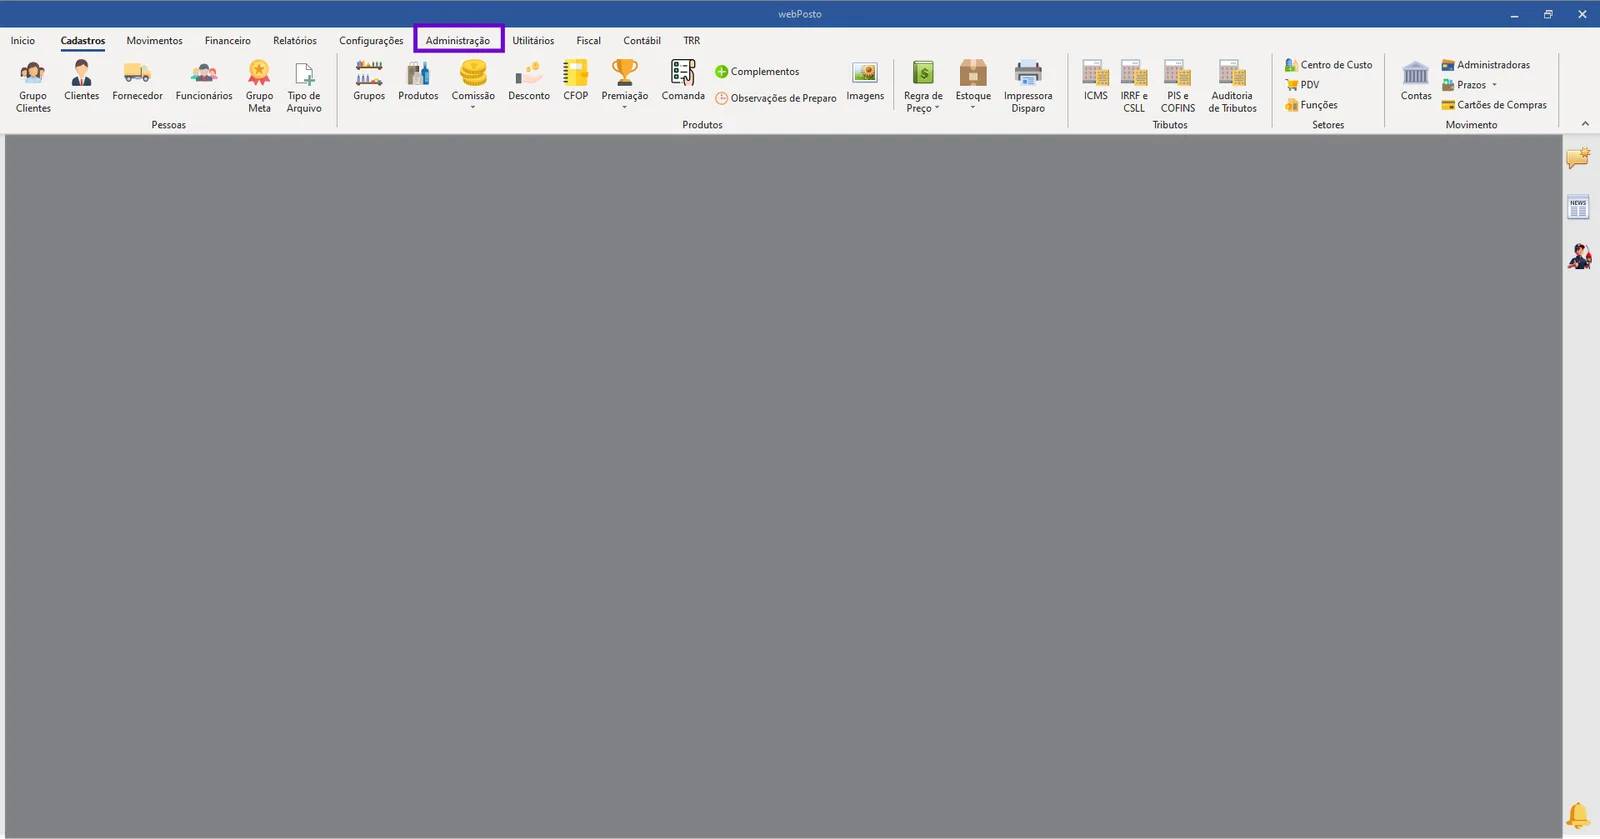 webPosto
Inicio
Cadastros
Movimentos
Financeiro
Relatórios
Configurações
Administração
Utilitários
Fiscal
Contábil
TRR
Grupo
Clientes
Clientes
Fornecedor
Funcionários
Grupo
Meta
Tipo de
Arquivo
Pessoas
Grupos
Produtos
Comissão
Desconto
CFOP
Premiação
Comanda
Complementos
Observações de Preparo
Imagens
Regra de
Preço
Estoque
Impressora
Disparo
Produtos
ICMS
IRRF e
CSLL
PIS e
COFINS
Auditoria
de Tributos
Tributos
Centro de Custo
PDV
Funções
Setores
Contas
Administradoras
Prazos
Cartões de Compras
Movimento
NEWS